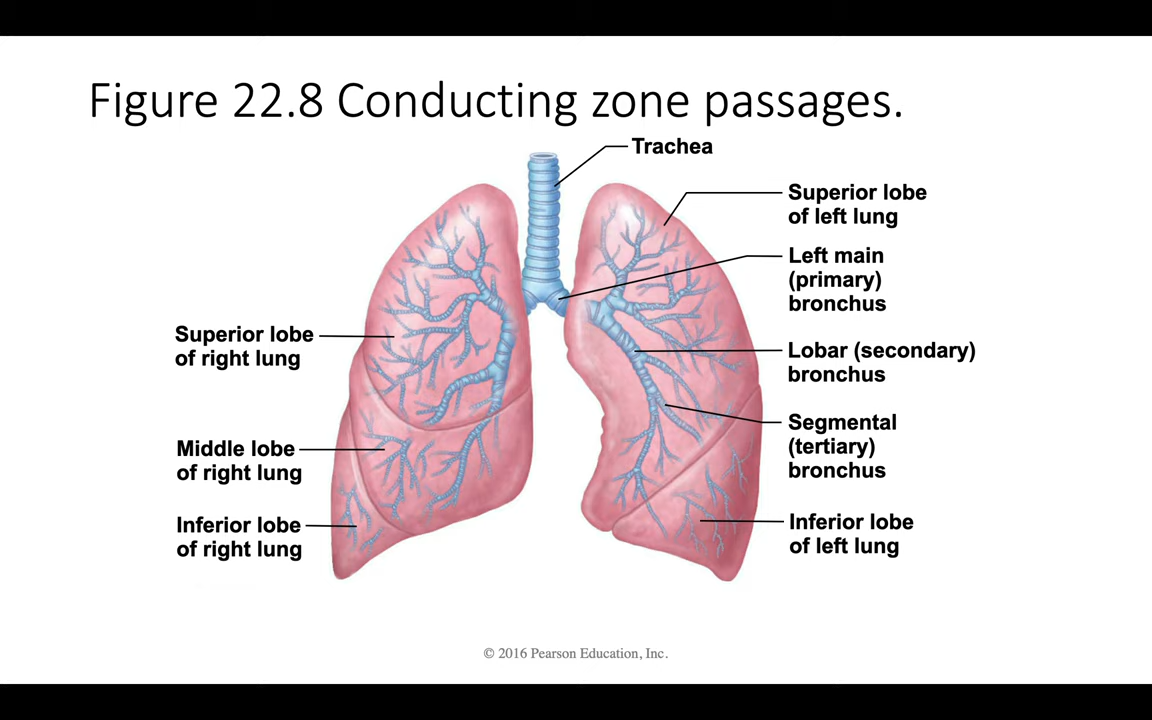 Figure 22.8 Conducting zone passages.
Trachea
Superior lobe
of left lung
Left main
(primary)
bronchus
Superior lobe
of right lung
Lobar (secondary)
bronchus
Segmental
(tertiary)
bronchus
Middle lobe
of right lung
Inferior lobe
of right lung
Inferior lobe
of left lung
© 2016 Pearson Education, Inc.